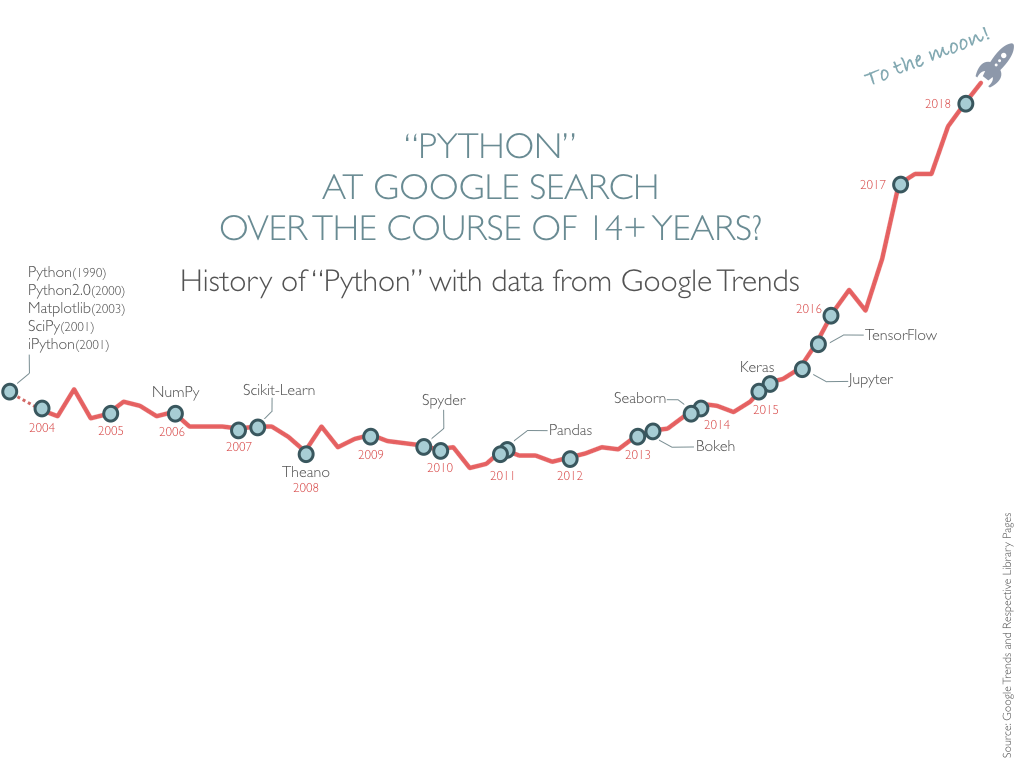 To the moon!
2018
“PYTHON”
AT GOOGLE SEARCH
OVER THE COURSE OF 14+ YEARS?
2017
History of “Python” with data from Google Trends
Python(1990)
Python2.0(2000)
Matplotlib(2003)
SciPy(2001)
iPython(2001)
2016
TensorFlow
Keras
Jupyter
2015
NumPy
Scikit-Learn
Spyder
Seaborn
2014
2004
2005
2006
2007
Pandas
Bokeh
2009
2010
2013
Theano
2008
2011
2012
Source: Google Trends and Respective Library Pages